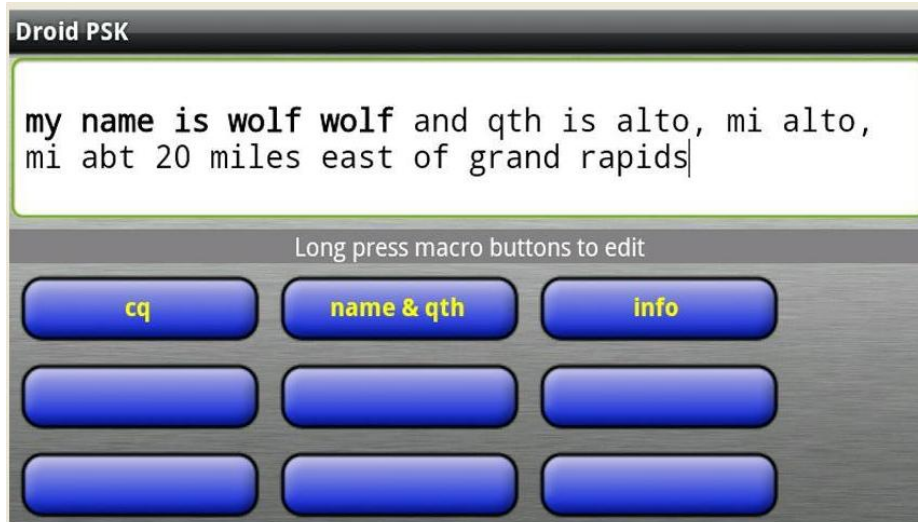 Droid PSK
my name is wolf wolf and qth is alto, mi alto,
mi abt 20 miles east of grand rapids
Long press macro buttons to edit
cq name & qth info